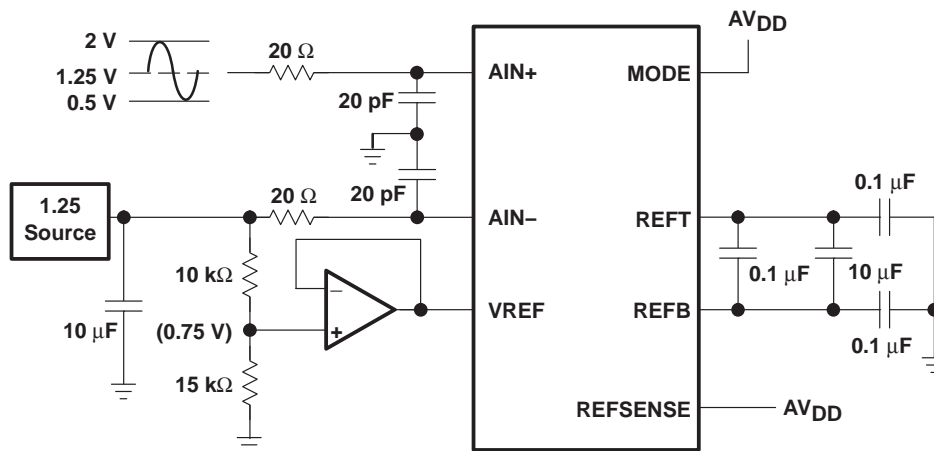 2 V
1.25 V
0.5 V
20 Ω
20 pF
20 pF
AIN+
MODE
AVDD
1.25
Source
20 Ω
AIN−
REFT
0.1 μF
10 kΩ
0.1 μF
10 μF
10 μF
(0.75 V)
−
+
VREF
REFB
0.1 μF
15 kΩ
REFSENSE
AVDD